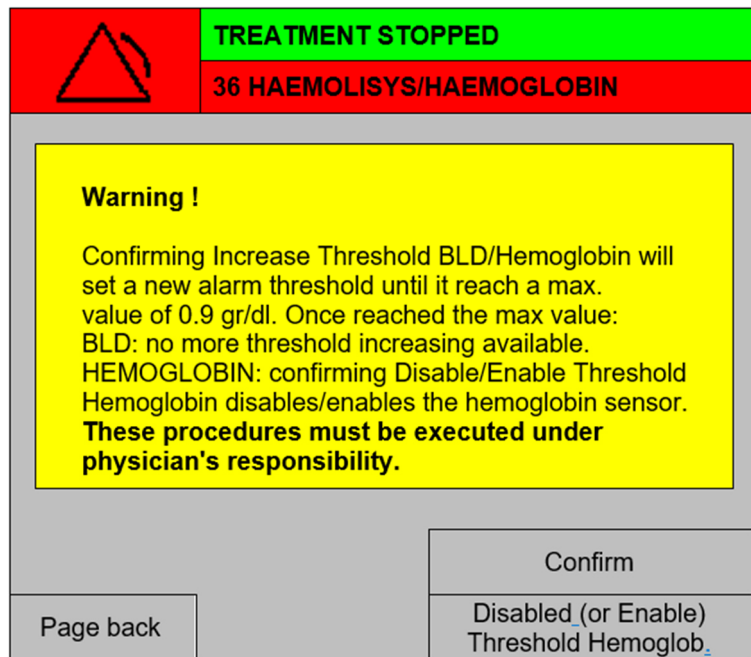 TREATMENT STOPPED
36 HAEMOLISYS/HAEMOGLOBIN
Warning !
Confirming Increase Threshold BLD/Hemoglobin will
set a new alarm threshold until it reach a max.
value of 0.9 gr/dl. Once reached the max value:
BLD: no more threshold increasing available.
HEMOGLOBIN: confirming Disable/Enable Threshold
Hemoglobin disables/enables the hemoglobin sensor.
These procedures must be executed under
physician's responsibility.
Confirm
Page back
Disabled (or Enable)
Threshold Hemoglob.